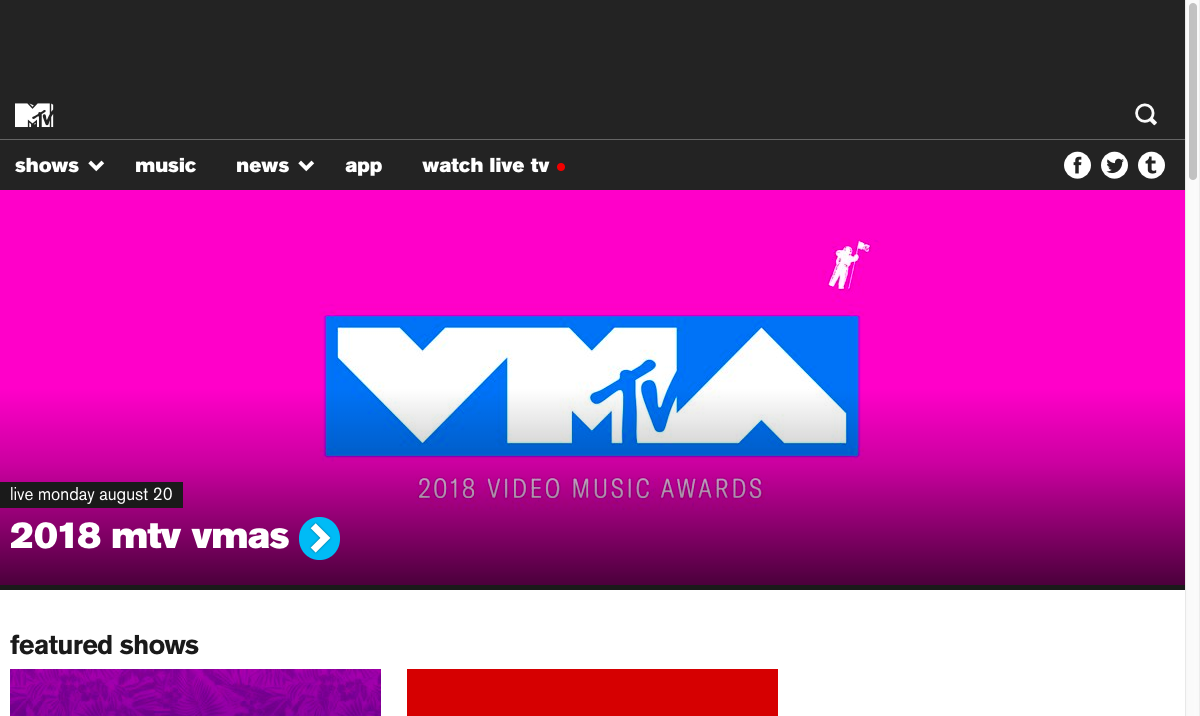 MTV
shows music news app watch live tv
VMA
MTV
2018 VIDEO MUSIC AWARDS
live monday august 20
2018 mtv vmas
featured shows